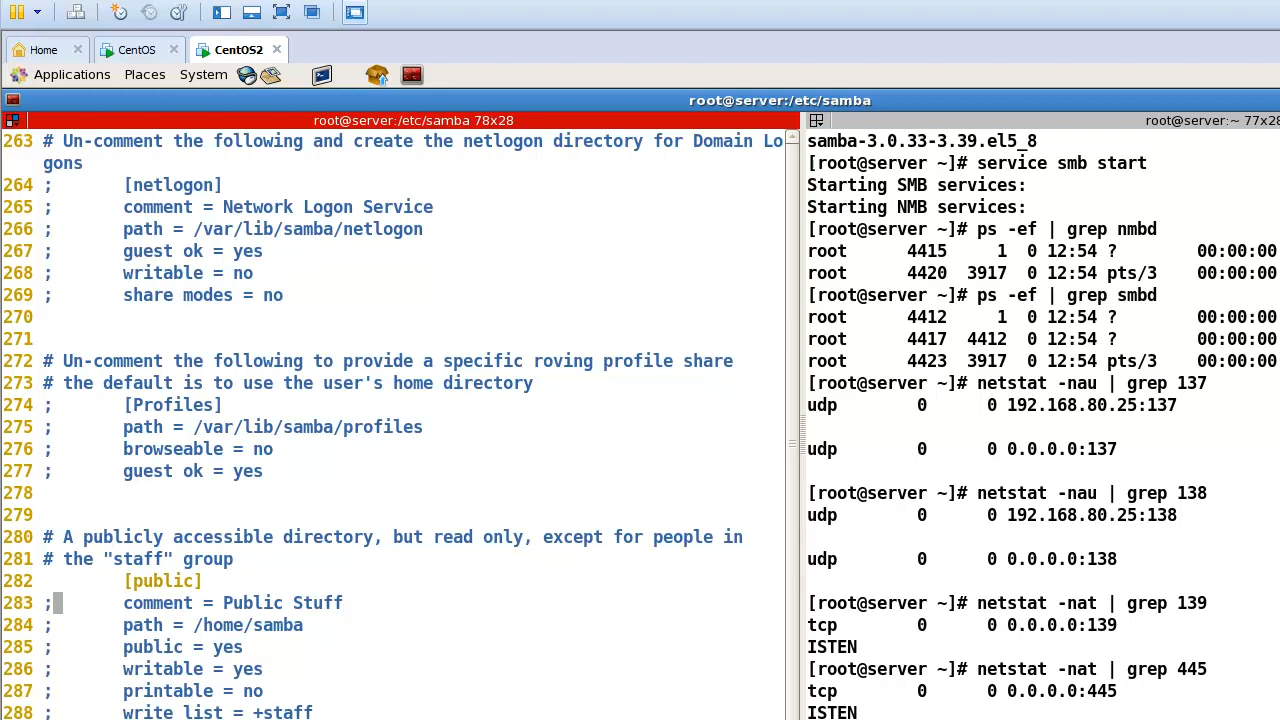 Home
CentOS
CentOS2
Applications Places System
root@server:/etc/samba
root@server:/etc/samba 78x28
263 # Un-comment the following and create the netlogon directory for Domain Lo
gons
264 ; [netlogon]
265 ; comment = Network Logon Service
266 ; path = /var/lib/samba/netlogon
267 ; guest ok = yes
268 ; writable = no
269 ; share modes = no
270
271
272 # Un-comment the following to provide a specific roving profile share
273 # the default is to use the user's home directory
274 ; [Profiles]
275 ; path = /var/lib/samba/profiles
276 ; browseable = no
277 ; guest ok = yes
278
279
280 # A publicly accessible directory, but read only, except for people in
281 # the "staff" group
282 [public]
283 ; comment = Public Stuff
284 ; path = /home/samba
285 ; public = yes
286 ; writable = yes
287 ; printable = no
288 ; write list = +staff
root@server:~ 77x28
samba-3.0.33-3.39.el5_8
[root@server ~]# service smb start
Starting SMB services:
Starting NMB services:
[root@server ~]# ps -ef | grep nmbd
root 4415 1 0 12:54 ? 00:00:00
root 4420 3917 0 12:54 pts/3 00:00:00
[root@server ~]# ps -ef | grep smbd
root 4412 1 0 12:54 ? 00:00:00
root 4417 4412 0 12:54 ? 00:00:00
root 4423 3917 0 12:54 pts/3 00:00:00
[root@server ~]# netstat -nau | grep 137
udp 0 0 192.168.80.25:137
udp 0 0 0.0.0.0:137
[root@server ~]# netstat -nau | grep 138
udp 0 0 192.168.80.25:138
udp 0 0 0.0.0.0:138
[root@server ~]# netstat -nat | grep 139
tcp 0 0 0.0.0.0:139
ISTEN
[root@server ~]# netstat -nat | grep 445
tcp 0 0 0.0.0.0:445
ISTEN